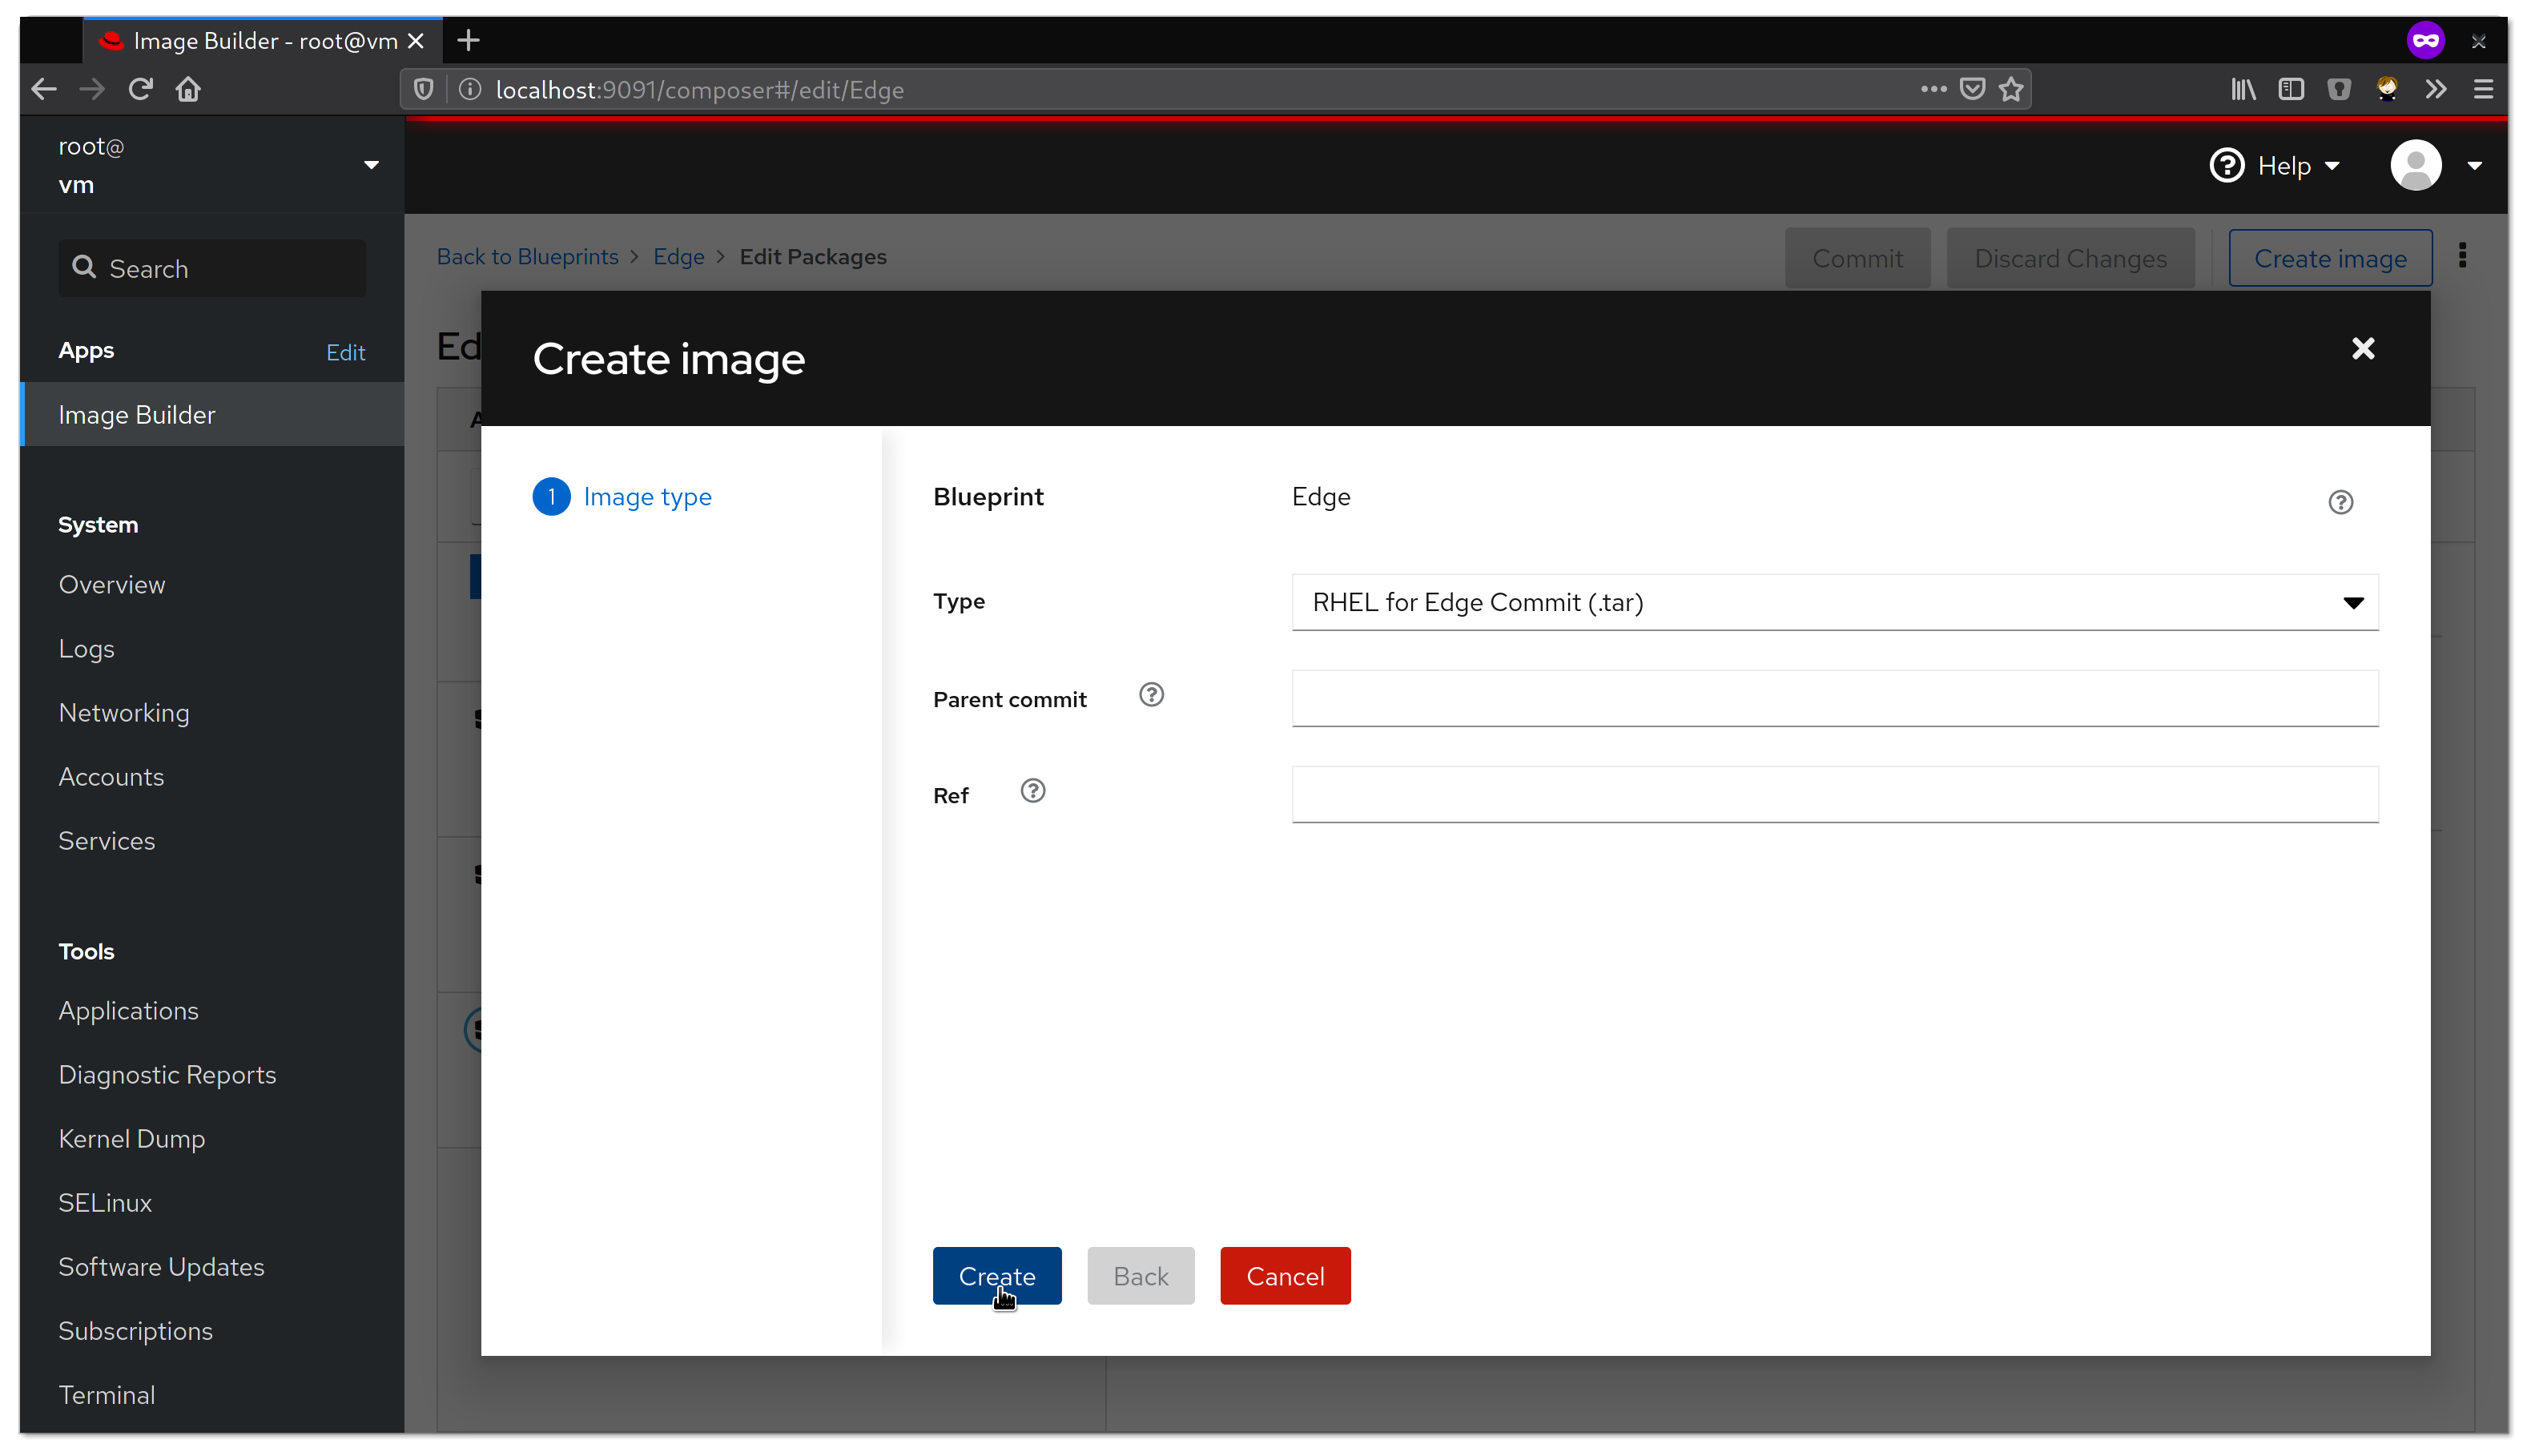 Image Builder - root@vm
localhost:9091/composer#/edit/Edge
root@
vm
Help
Search
Back to Blueprints > Edge > Edit Packages
Commit
Discard Changes
Create image
Apps
Edit
Image Builder
System
Overview
Logs
Networking
Accounts
Services
Tools
Applications
Diagnostic Reports
Kernel Dump
SELinux
Software Updates
Subscriptions
Terminal
Ed
Create image
1 Image type
Blueprint
Edge
Type
RHEL for Edge Commit (.tar)
Parent commit
Ref
Create
Back
Cancel